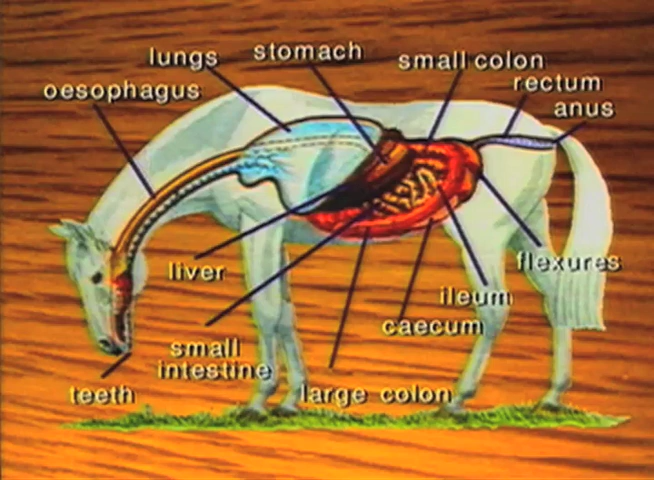 lungs
stomach
small colon
oesophagus
rectum
anus
liver
flexures
ileum
caecum
small
intestine
teeth
large colon